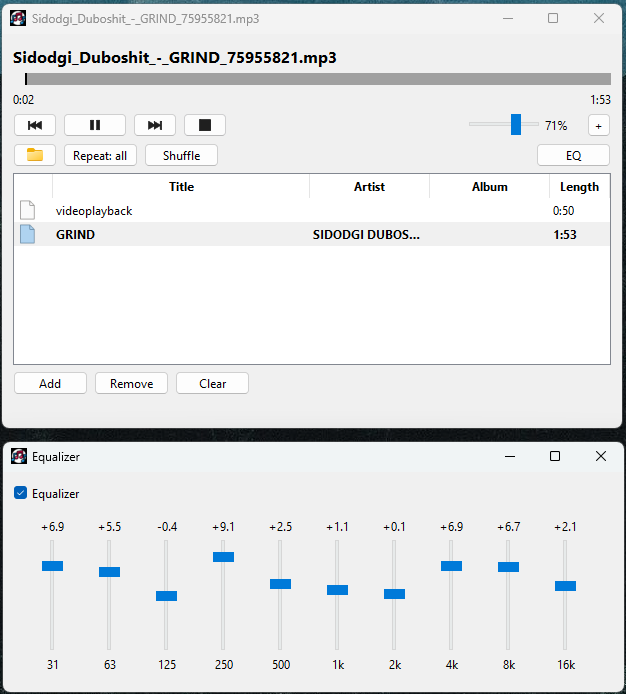 Sidodgi_Duboshit_-_GRIND_75955821.mp3
Sidodgi_Duboshit_-_GRIND_75955821.mp3
0:02 1:53
71% +
Repeat: all Shuffle EQ
Title Artist Album Length
videoplayback 0:50
GRIND SIDODGI DUBOS... 1:53
Add Remove Clear
Equalizer
Equalizer
+6.9 +5.5 -0.4 +9.1 +2.5 +1.1 +0.1 +6.9 +6.7 +2.1
31 63 125 250 500 1k 2k 4k 8k 16k